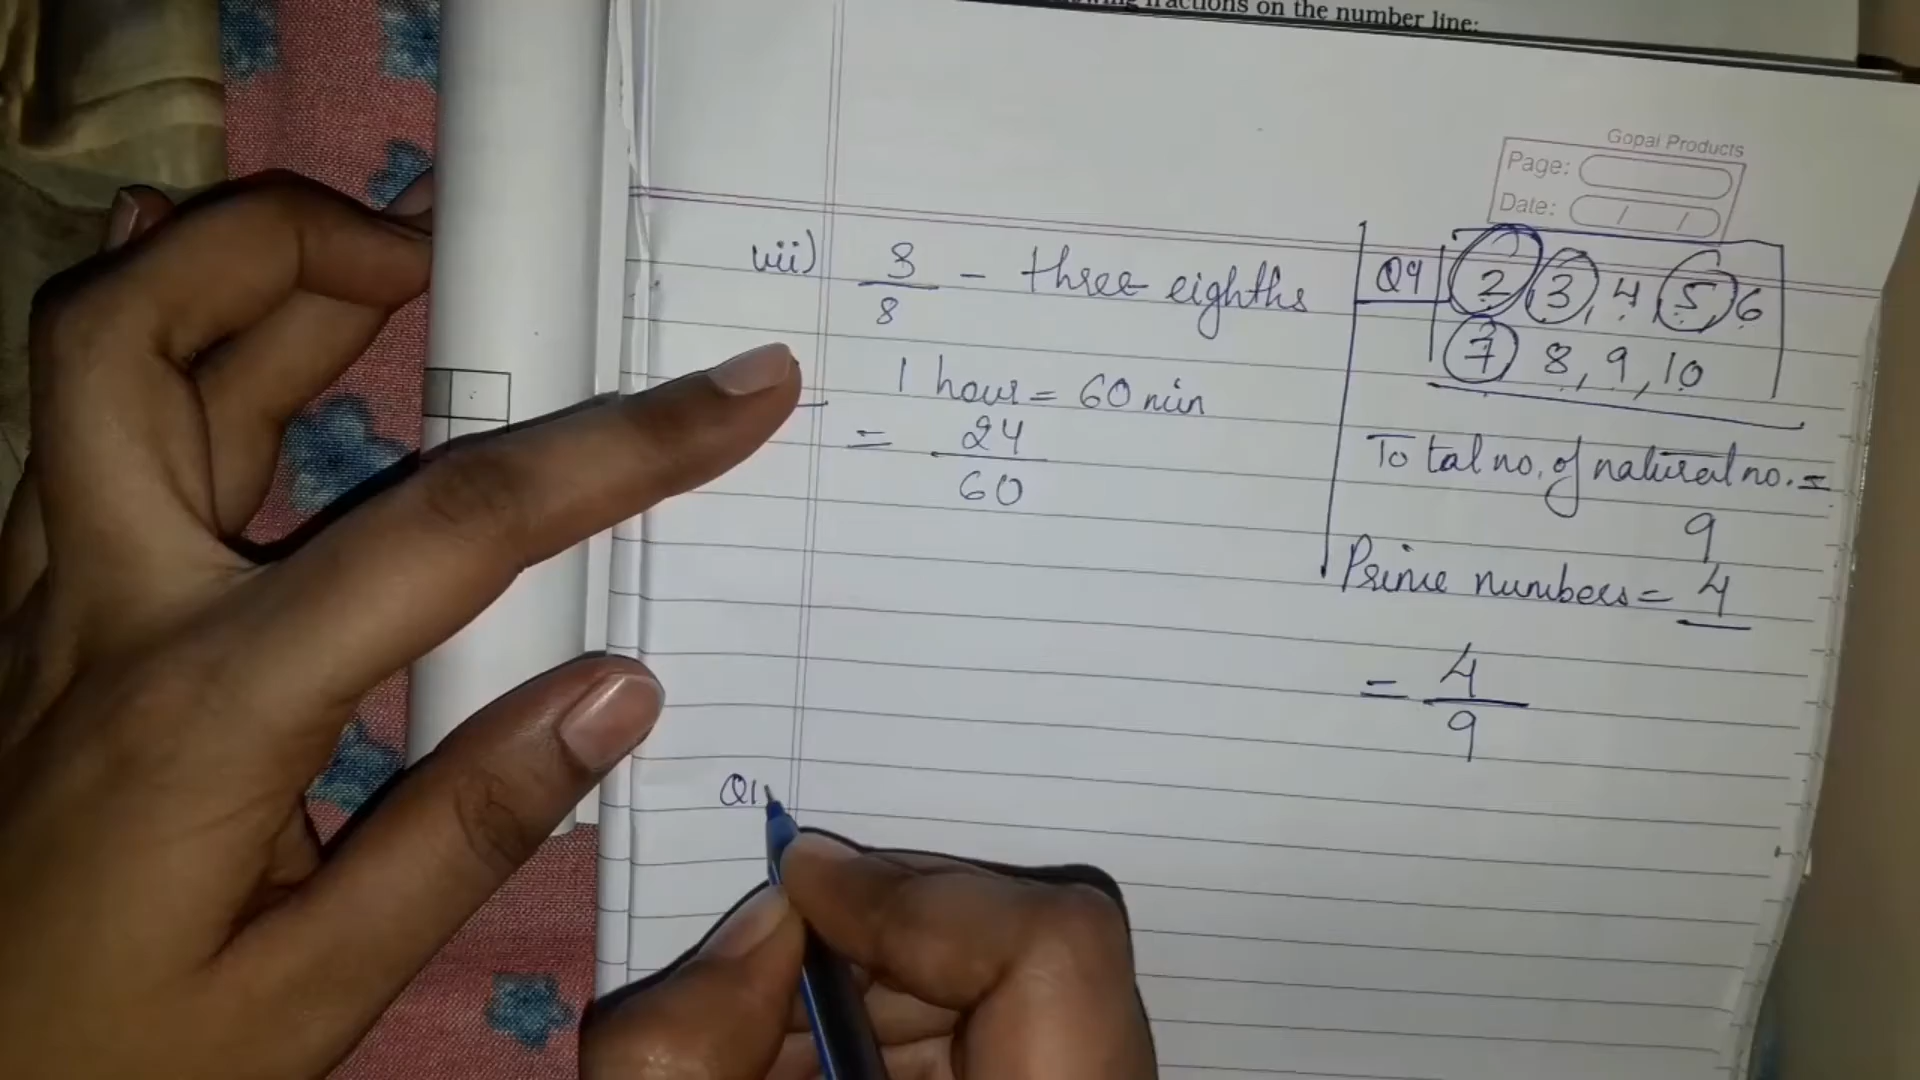 fractions on the number line:
Gopal Products
Page:
Date: / /
vii) 3/8 - three eighths
1 hour = 60 min
= 24/60
Q9
2 3, 4, 5, 6
7 8, 9, 10
Total no. of natural no. =
9
Prime numbers = 4
= 4/9
Q1